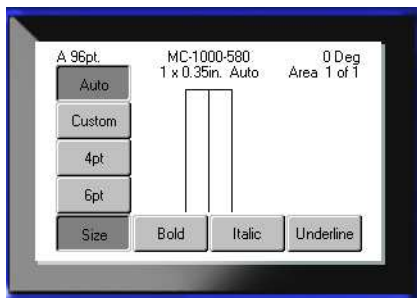 A 96pt. MC-1000-580 0 Deg
1 x 0.35in. Auto Area 1 of 1
Auto
Custom
4pt
6pt
Size Bold Italic Underline